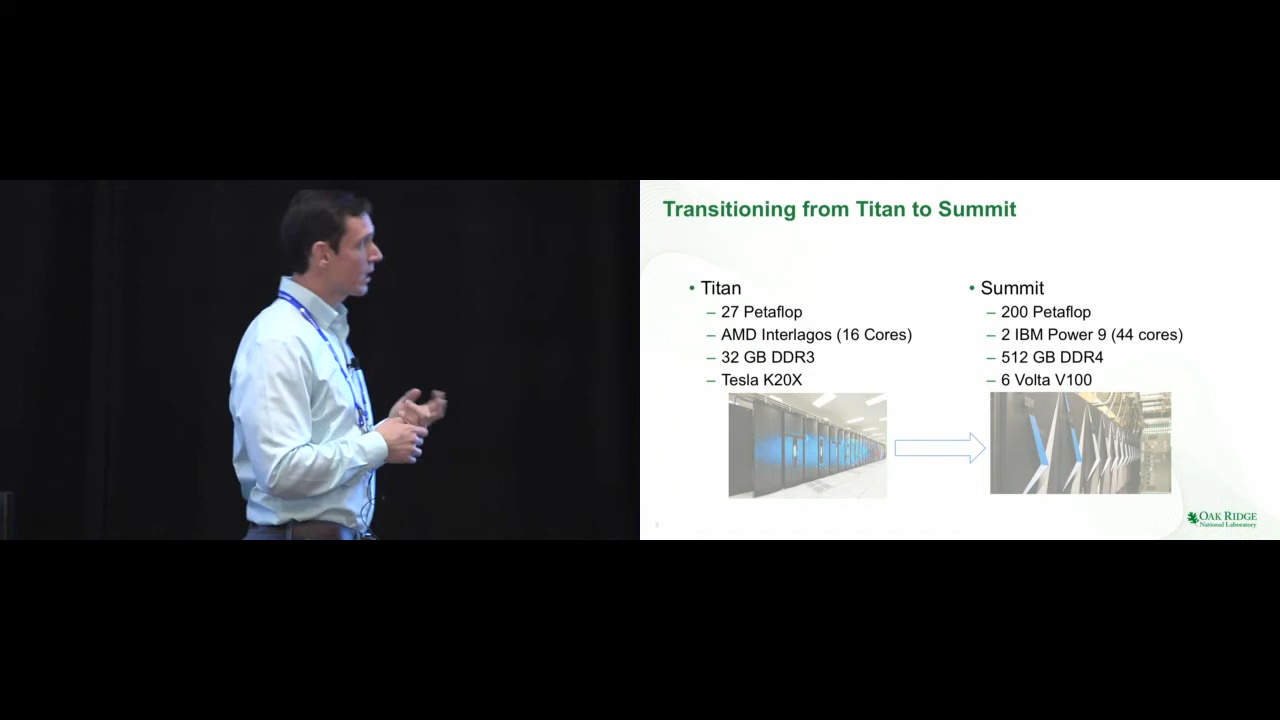 Transitioning from Titan to Summit
• Titan
– 27 Petaflop
– AMD Interlagos (16 Cores)
– 32 GB DDR3
– Tesla K20X
• Summit
– 200 Petaflop
– 2 IBM Power 9 (44 cores)
– 512 GB DDR4
– 6 Volta V100
3
OAK RIDGE
National Laboratory